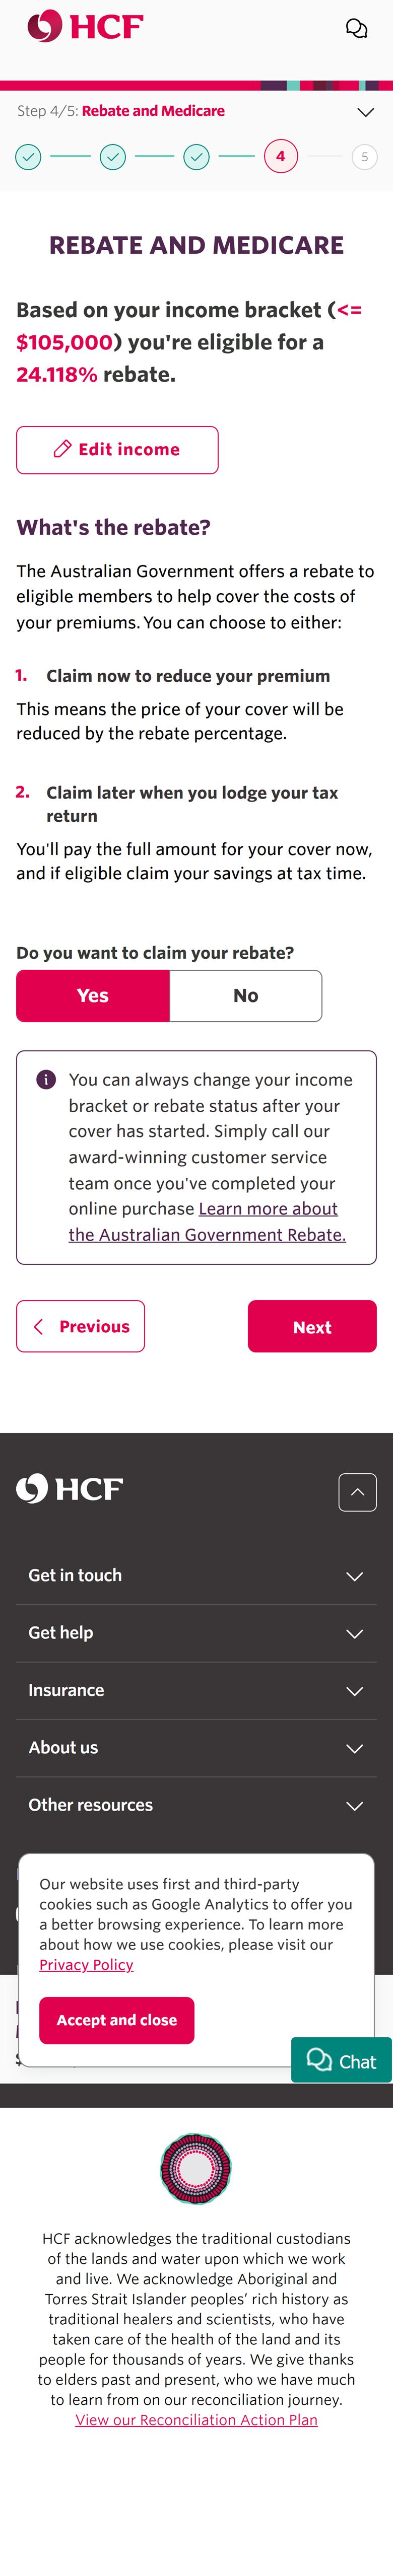 HCF
Step 4/5: Rebate and Medicare
4
5
REBATE AND MEDICARE
Based on your income bracket (<=
$105,000) you're eligible for a
24.118% rebate.
Edit income
What's the rebate?
The Australian Government offers a rebate to
eligible members to help cover the costs of
your premiums. You can choose to either:
1. Claim now to reduce your premium
This means the price of your cover will be
reduced by the rebate percentage.
2. Claim later when you lodge your tax
return
You'll pay the full amount for your cover now,
and if eligible claim your savings at tax time.
Do you want to claim your rebate?
Yes
No
You can always change your income
bracket or rebate status after your
cover has started. Simply call our
award-winning customer service
team once you've completed your
online purchase Learn more about
the Australian Government Rebate.
Previous
Next
HCF
Get in touch
Get help
Insurance
About us
Other resources
Our website uses first and third-party
cookies such as Google Analytics to offer you
a better browsing experience. To learn more
about how we use cookies, please visit our
Privacy Policy
Accept and close
Chat
HCF acknowledges the traditional custodians
of the lands and water upon which we work
and live. We acknowledge Aboriginal and
Torres Strait Islander peoples’ rich history as
traditional healers and scientists, who have
taken care of the health of the land and its
people for thousands of years. We give thanks
to elders past and present, who we have much
to learn from on our reconciliation journey.
View our Reconciliation Action Plan